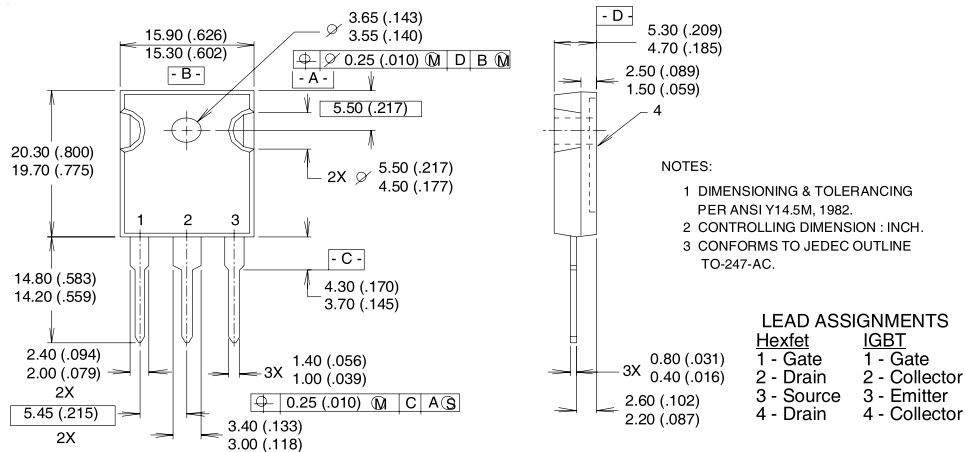 3.65 (.143)
3.55 (.140)
15.90 (.626)
15.30 (.602)
- B -
⌖ ⌀ 0.25 (.010) Ⓜ D B Ⓜ
- A -
5.50 (.217)
20.30 (.800)
19.70 (.775)
2X ⌀ 5.50 (.217)
4.50 (.177)
1 2 3
- C -
14.80 (.583)
14.20 (.559)
4.30 (.170)
3.70 (.145)
2.40 (.094)
2.00 (.079)
2X
5.45 (.215)
2X
3X 1.40 (.056)
1.00 (.039)
⌖ 0.25 (.010) Ⓜ C A Ⓢ
3.40 (.133)
3.00 (.118)
- D -
5.30 (.209)
4.70 (.185)
2.50 (.089)
1.50 (.059)
4
3X 0.80 (.031)
0.40 (.016)
2.60 (.102)
2.20 (.087)
NOTES:
1 DIMENSIONING & TOLERANCING
PER ANSI Y14.5M, 1982.
2 CONTROLLING DIMENSION : INCH.
3 CONFORMS TO JEDEC OUTLINE
TO-247-AC.
LEAD ASSIGNMENTS
Hexfet IGBT
1 - Gate 1 - Gate
2 - Drain 2 - Collector
3 - Source 3 - Emitter
4 - Drain 4 - Collector